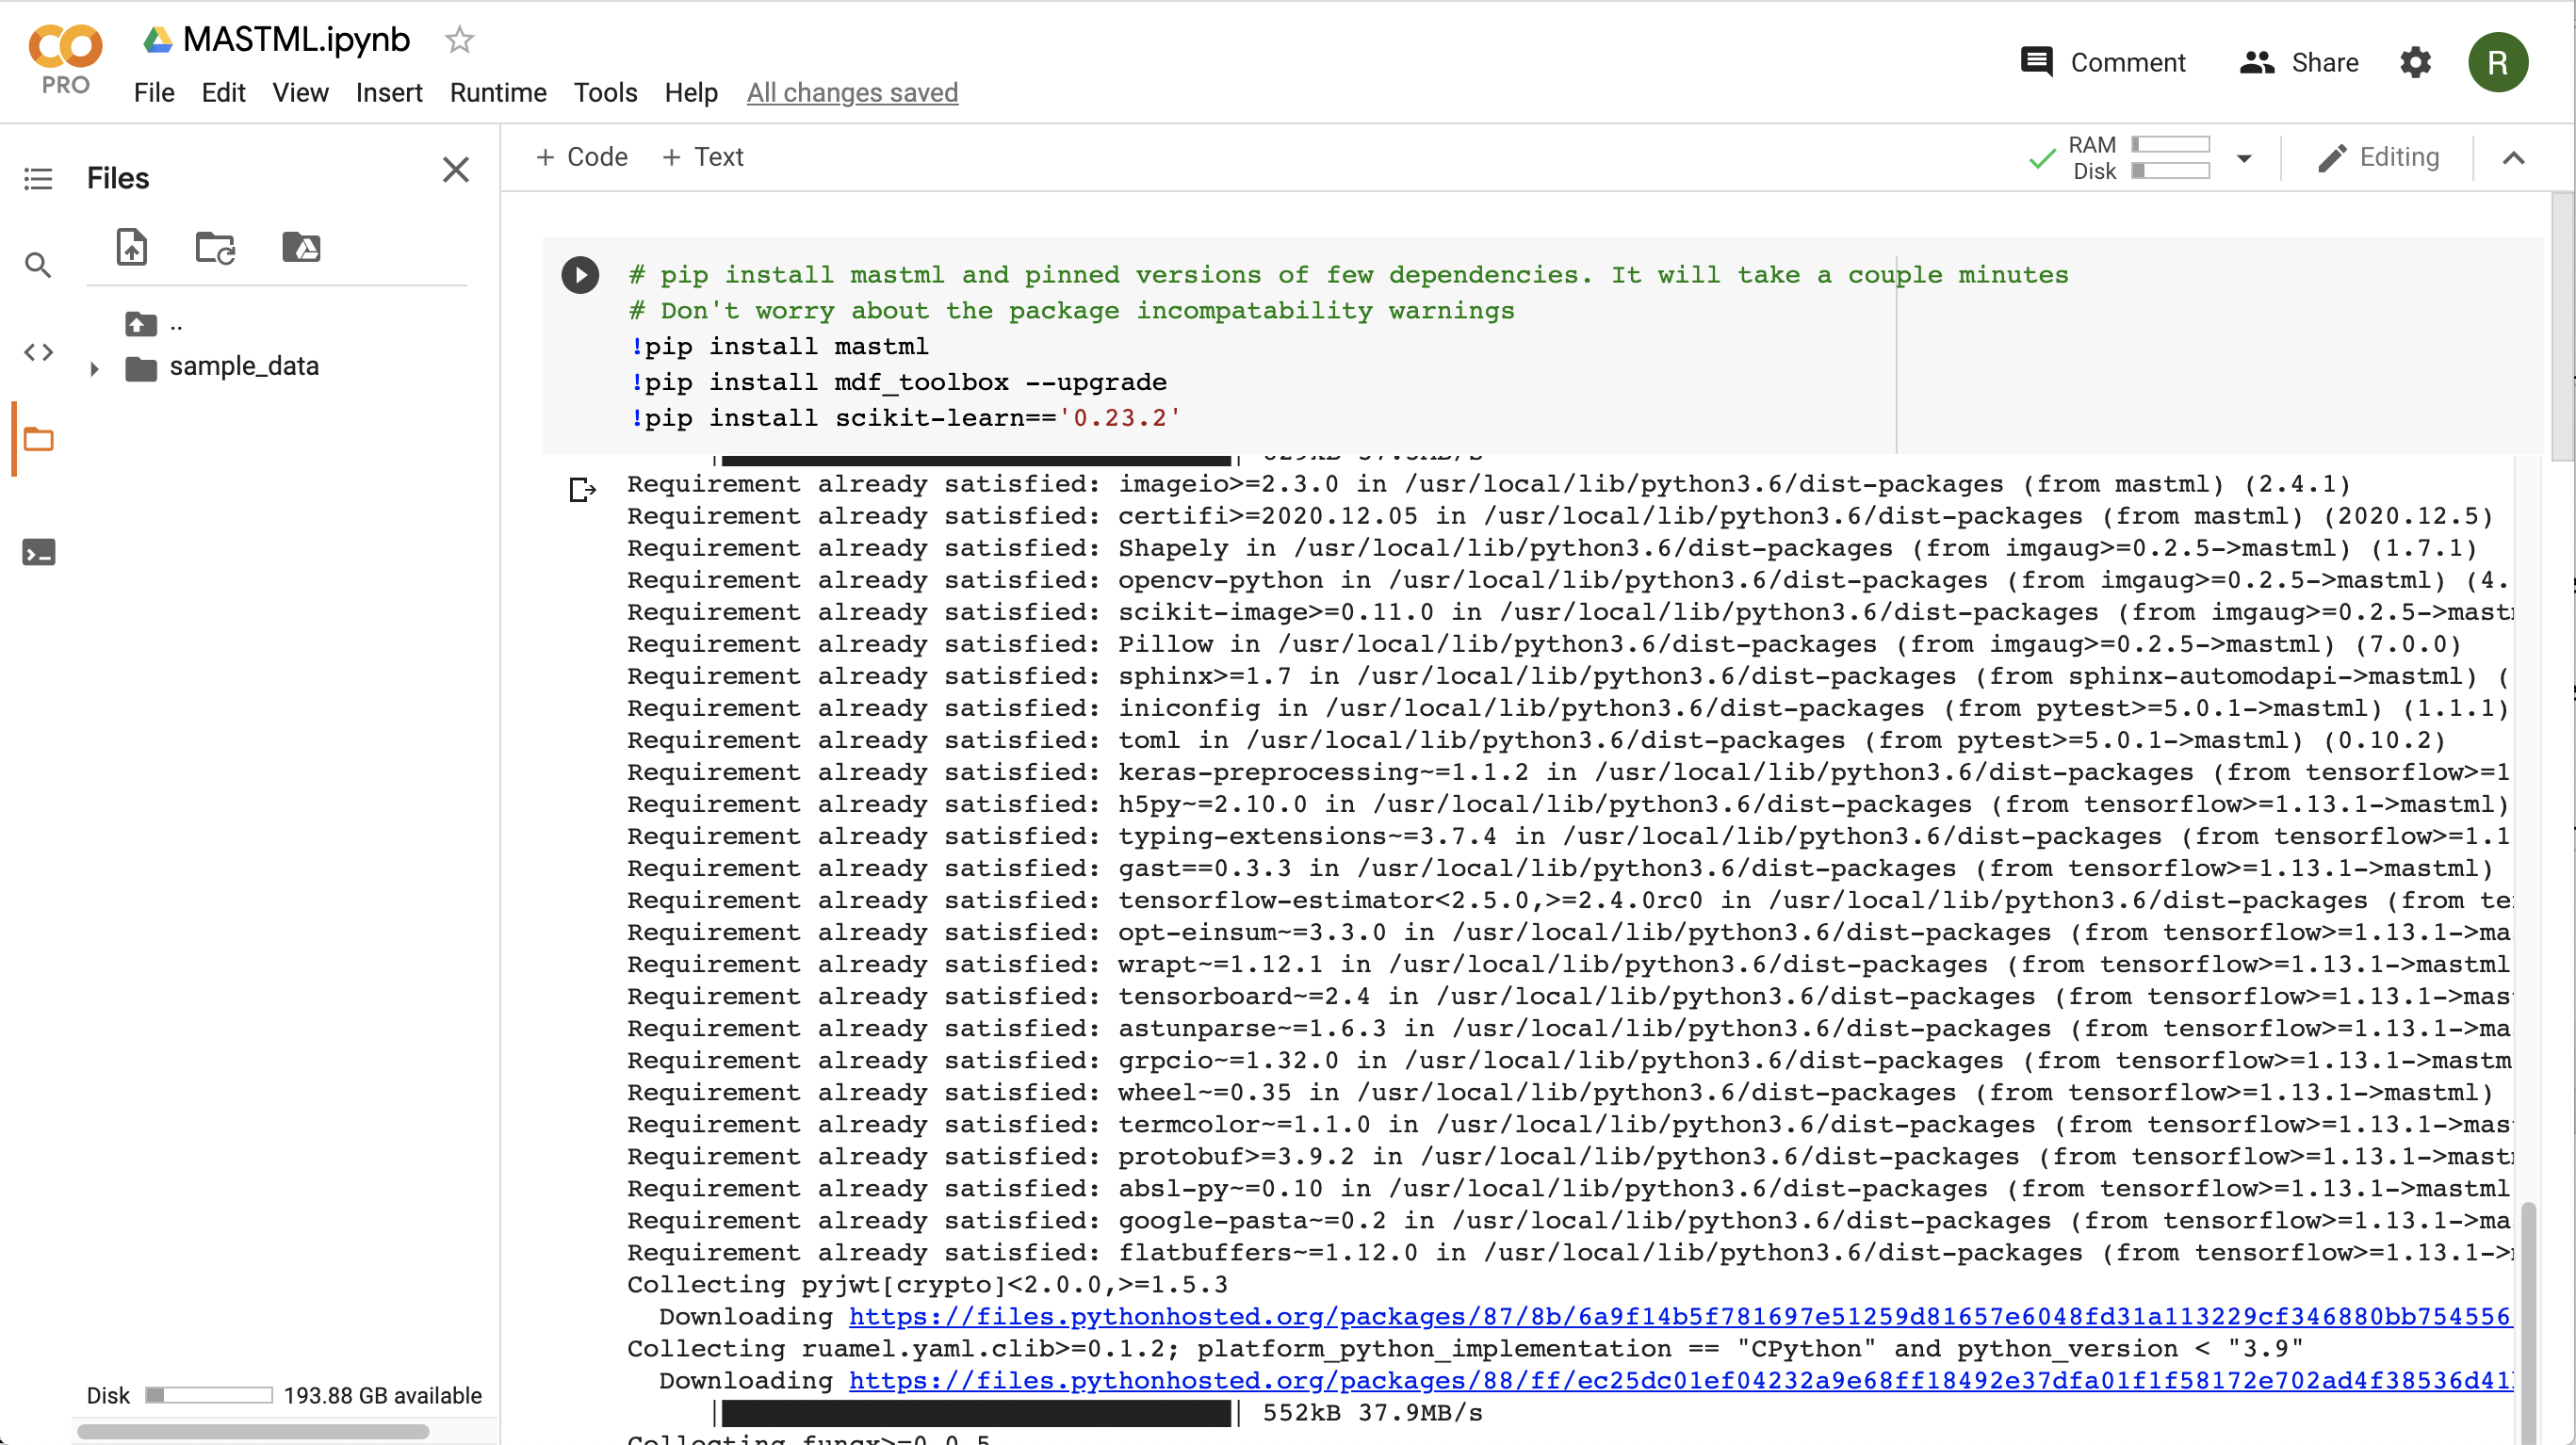 MASTML.ipynb
PRO
File Edit View Insert Runtime Tools Help All changes saved
Comment Share R
Files
+ Code + Text
RAM
Disk
Editing
..
sample_data
# pip install mastml and pinned versions of few dependencies. It will take a couple minutes
# Don't worry about the package incompatability warnings
!pip install mastml
!pip install mdf_toolbox --upgrade
!pip install scikit-learn=='0.23.2'
Requirement already satisfied: imageio>=2.3.0 in /usr/local/lib/python3.6/dist-packages (from mastml) (2.4.1)
Requirement already satisfied: certifi>=2020.12.05 in /usr/local/lib/python3.6/dist-packages (from mastml) (2020.12.5)
Requirement already satisfied: Shapely in /usr/local/lib/python3.6/dist-packages (from imgaug>=0.2.5->mastml) (1.7.1)
Requirement already satisfied: opencv-python in /usr/local/lib/python3.6/dist-packages (from imgaug>=0.2.5->mastml) (4.
Requirement already satisfied: scikit-image>=0.11.0 in /usr/local/lib/python3.6/dist-packages (from imgaug>=0.2.5->mast
Requirement already satisfied: Pillow in /usr/local/lib/python3.6/dist-packages (from imgaug>=0.2.5->mastml) (7.0.0)
Requirement already satisfied: sphinx>=1.7 in /usr/local/lib/python3.6/dist-packages (from sphinx-automodapi->mastml) (
Requirement already satisfied: iniconfig in /usr/local/lib/python3.6/dist-packages (from pytest>=5.0.1->mastml) (1.1.1)
Requirement already satisfied: toml in /usr/local/lib/python3.6/dist-packages (from pytest>=5.0.1->mastml) (0.10.2)
Requirement already satisfied: keras-preprocessing~=1.1.2 in /usr/local/lib/python3.6/dist-packages (from tensorflow>=1
Requirement already satisfied: h5py~=2.10.0 in /usr/local/lib/python3.6/dist-packages (from tensorflow>=1.13.1->mastml)
Requirement already satisfied: typing-extensions~=3.7.4 in /usr/local/lib/python3.6/dist-packages (from tensorflow>=1.1
Requirement already satisfied: gast==0.3.3 in /usr/local/lib/python3.6/dist-packages (from tensorflow>=1.13.1->mastml)
Requirement already satisfied: tensorflow-estimator<2.5.0,>=2.4.0rc0 in /usr/local/lib/python3.6/dist-packages (from te
Requirement already satisfied: opt-einsum~=3.3.0 in /usr/local/lib/python3.6/dist-packages (from tensorflow>=1.13.1->ma
Requirement already satisfied: wrapt~=1.12.1 in /usr/local/lib/python3.6/dist-packages (from tensorflow>=1.13.1->mastml
Requirement already satisfied: tensorboard~=2.4 in /usr/local/lib/python3.6/dist-packages (from tensorflow>=1.13.1->mas
Requirement already satisfied: astunparse~=1.6.3 in /usr/local/lib/python3.6/dist-packages (from tensorflow>=1.13.1->ma
Requirement already satisfied: grpcio~=1.32.0 in /usr/local/lib/python3.6/dist-packages (from tensorflow>=1.13.1->mastm
Requirement already satisfied: wheel~=0.35 in /usr/local/lib/python3.6/dist-packages (from tensorflow>=1.13.1->mastml)
Requirement already satisfied: termcolor~=1.1.0 in /usr/local/lib/python3.6/dist-packages (from tensorflow>=1.13.1->mas
Requirement already satisfied: protobuf>=3.9.2 in /usr/local/lib/python3.6/dist-packages (from tensorflow>=1.13.1->mast
Requirement already satisfied: absl-py~=0.10 in /usr/local/lib/python3.6/dist-packages (from tensorflow>=1.13.1->mastml
Requirement already satisfied: google-pasta~=0.2 in /usr/local/lib/python3.6/dist-packages (from tensorflow>=1.13.1->ma
Requirement already satisfied: flatbuffers~=1.12.0 in /usr/local/lib/python3.6/dist-packages (from tensorflow>=1.13.1->
Collecting pyjwt[crypto]<2.0.0,>=1.5.3
Downloading https://files.pythonhosted.org/packages/87/8b/6a9f14b5f781697e51259d81657e6048fd31a113229cf346880bb754556
Collecting ruamel.yaml.clib>=0.1.2; platform_python_implementation == "CPython" and python_version < "3.9"
Downloading https://files.pythonhosted.org/packages/88/ff/ec25dc01ef04232a9e68ff18492e37dfa01f1f58172e702ad4f38536d41
552kB 37.9MB/s
Disk 193.88 GB available